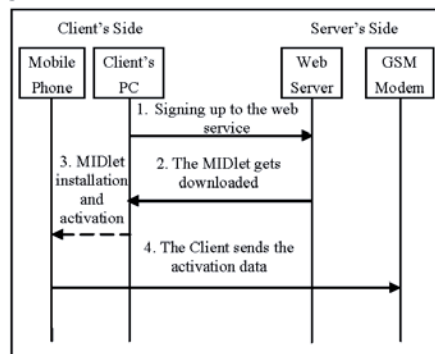 Client's Side
Server's Side
Mobile
Phone
Client's
PC
Web
Server
GSM
Modem
1. Signing up to the web
service
3. MIDlet
installation
and
activation
2. The MIDlet gets
downloaded
4. The Client sends the
activation data